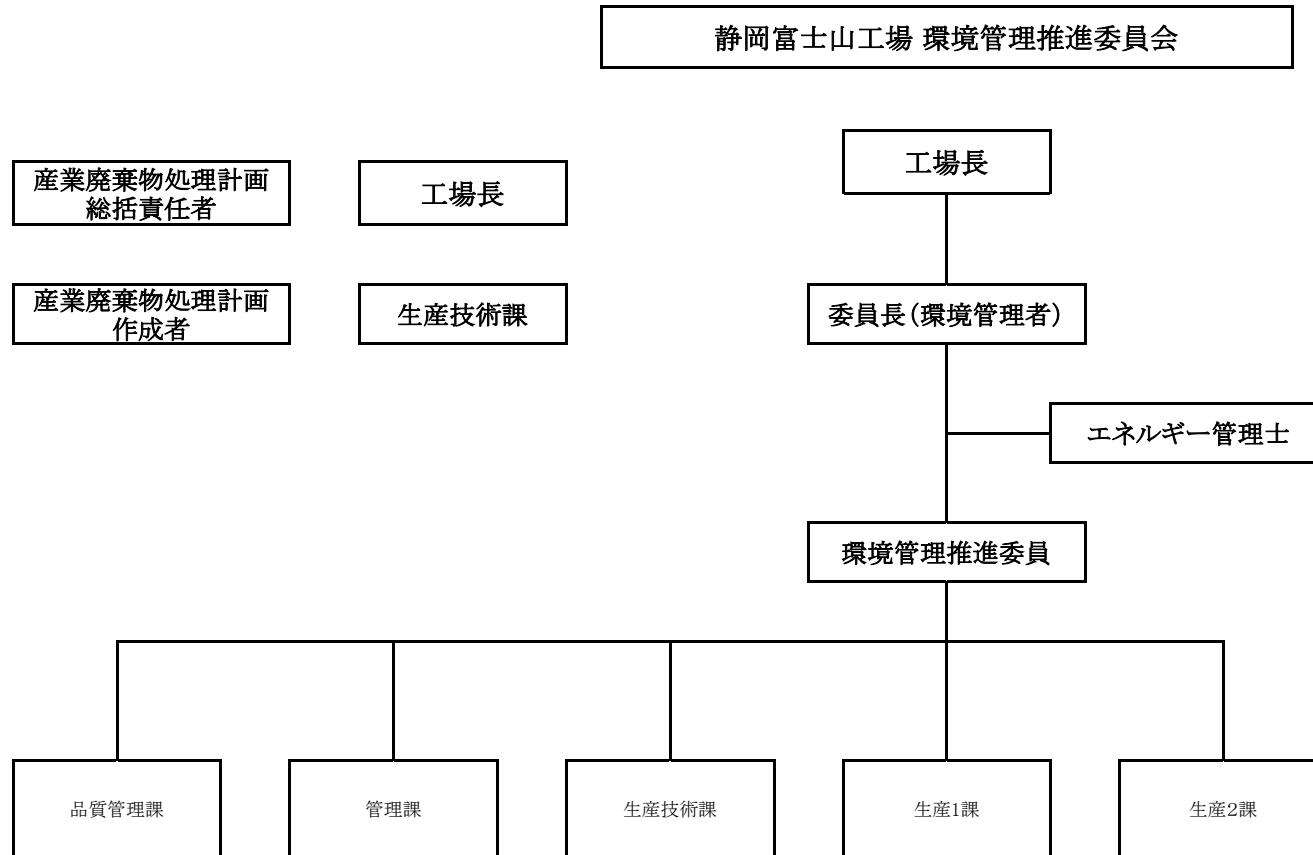 静岡富士山工場 環境管理推進委員会
工場長
産業廃棄物処理計画
総括責任者
工場長
産業廃棄物処理計画
作成者
生産技術課
委員長(環境管理者)
エネルギー管理士
環境管理推進委員
品質管理課
管理課
生産技術課
生産1課
生産2課